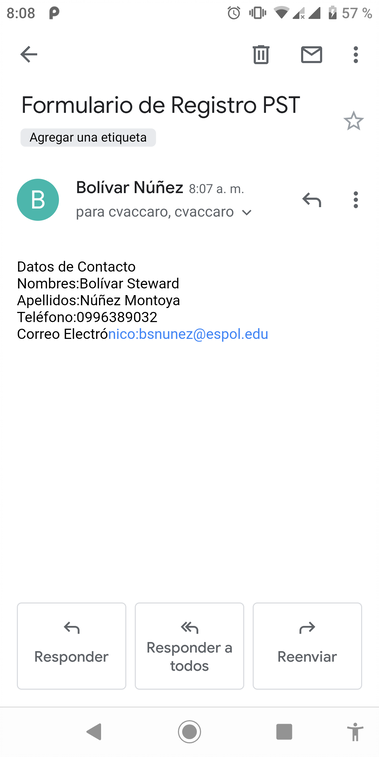 8:08
57 %
Formulario de Registro PST
Agregar una etiqueta
B
Bolívar Núñez 8:07 a. m.
para cvaccaro, cvaccaro
Datos de Contacto
Nombres:Bolívar Steward
Apellidos:Núñez Montoya
Teléfono:0996389032
Correo Electrónico:bsnunez@espol.edu
Responder
Responder a
todos
Reenviar